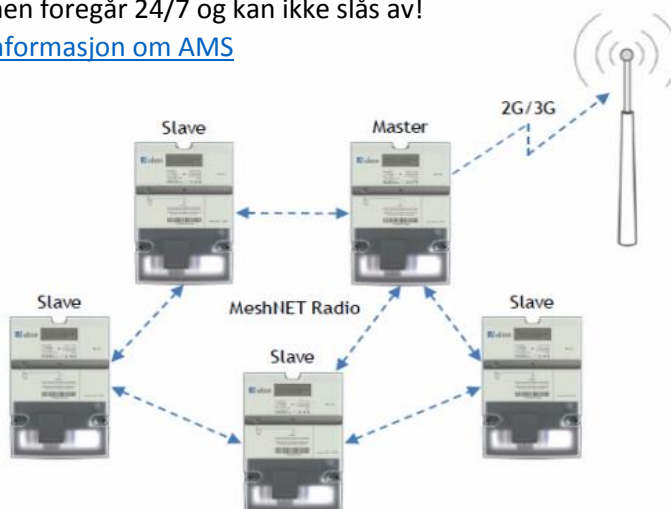 en foregår 24/7 og kan ikke slås av!
nformasjon om AMS
2G/3G
Slave
Master
Slave
MeshNET Radio
Slave
Slave